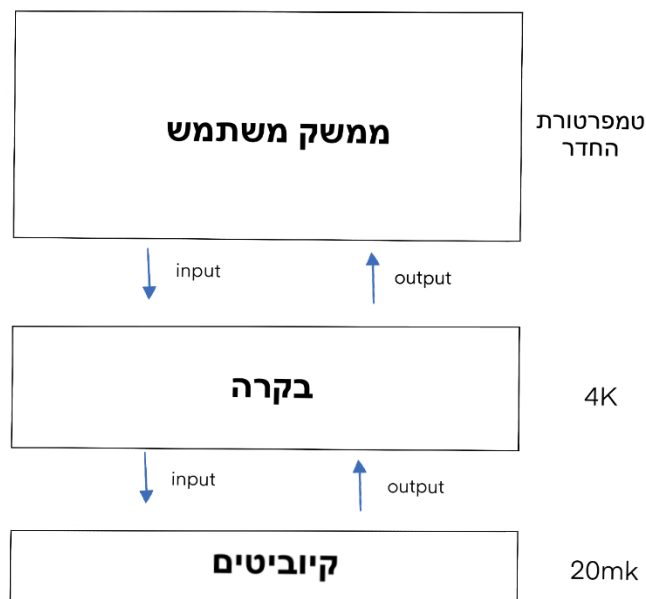 ממשק משתמש
טמפרטורת
החדר
input
output
בקרה
4K
input
output
קיוביטים
20mk